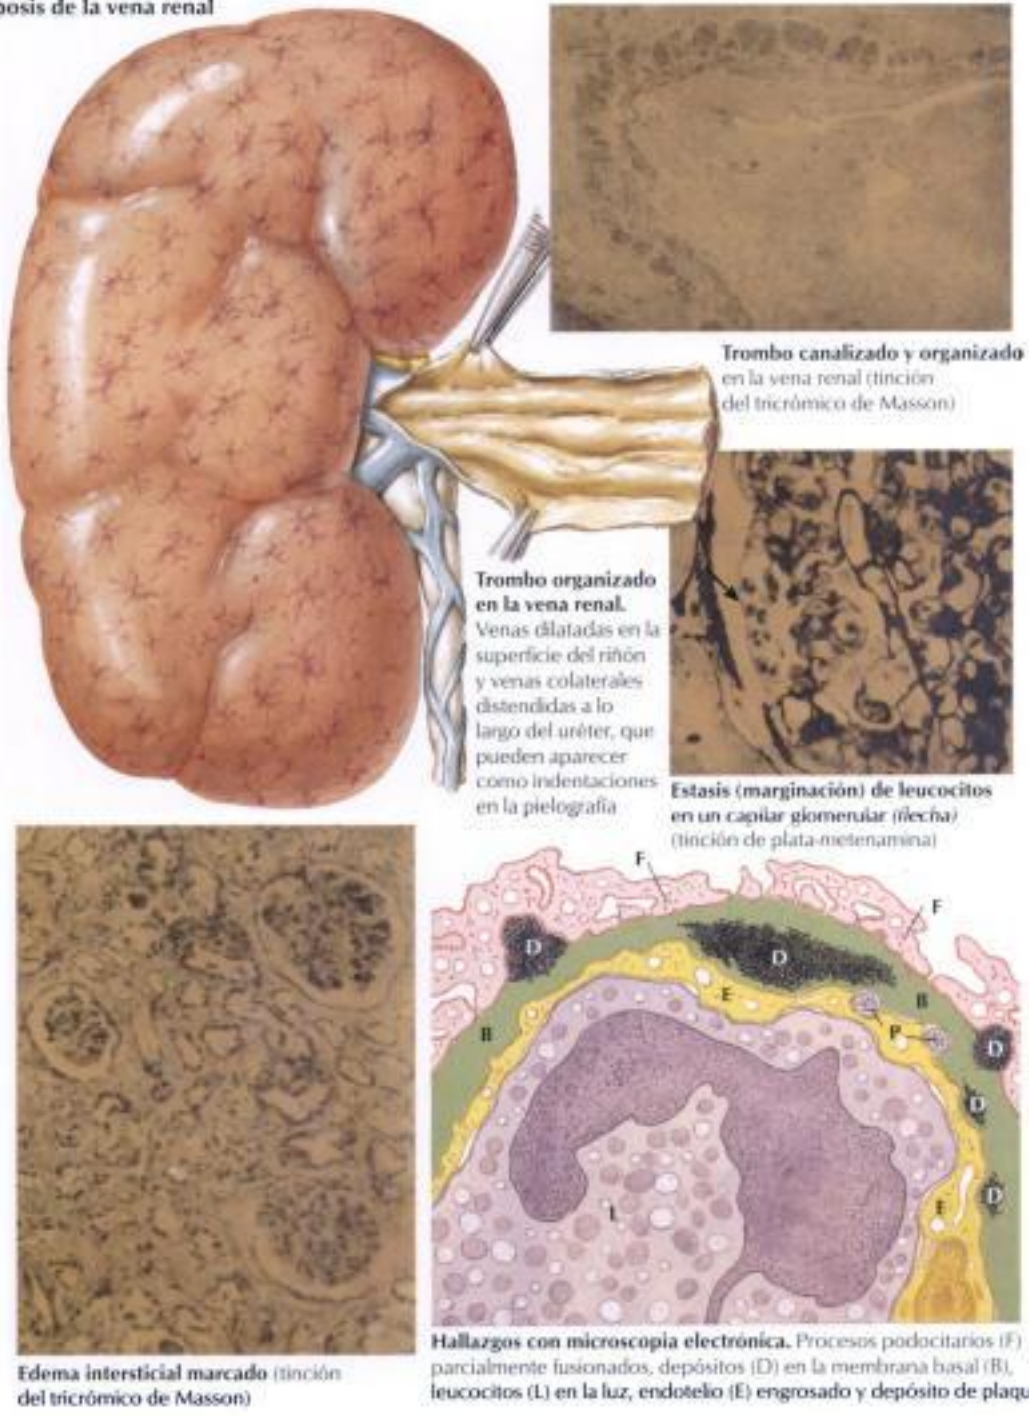 de la vena renal
Trombo canalizado y organizado
en la vena renal (tinción
del tricrómico de Masson)
Trombo organizado
en la vena renal.
Venas dilatadas en la
superficie del riñón
y venas colaterales
distendidas a lo
largo del uréter, que
pueden aparecer
como indentaciones
en la pielografía
Estasis (marginación) de leucocitos
en un capilar glomerular (flecha)
(tinción de plata-metenamina)
F
F
D
D
E
B
B
P
D
D
D
E
L
Edema intersticial marcado (tinción
del tricrómico de Masson)
Hallazgos con microscopia electrónica. Procesos podocitarios (F)
parcialmente fusionados, depósitos (D) en la membrana basal (B),
leucocitos (L) en la luz, endotelio (E) engrosado y depósito de